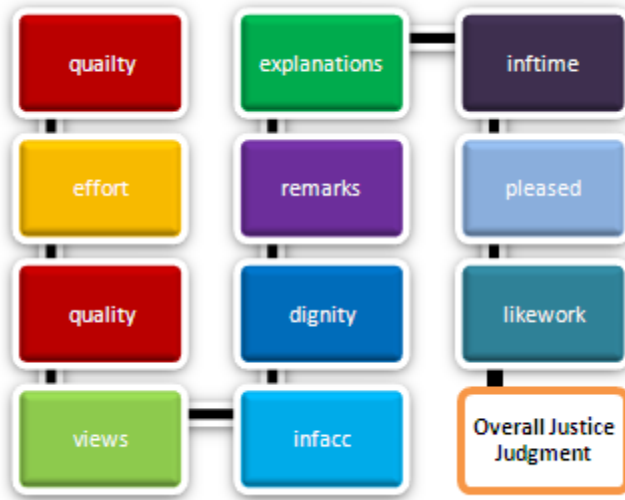 quailty
explanations
inftime
effort
remarks
pleased
quality
dignity
likework
views
infacc
Overall Justice
Judgment